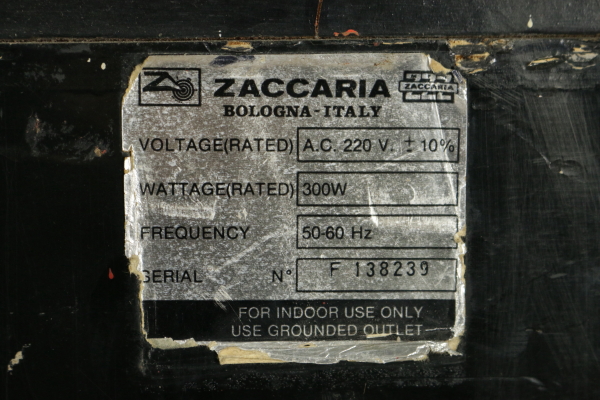 ZACCARIA
ZACCARIA
BOLOGNA-ITALY
VOLTAGE(RATED) A.C. 220 V. ± 10%
WATTAGE(RATED) 300W
FREQUENCY 50-60 Hz
SERIAL N° F 138239
FOR INDOOR USE ONLY
USE GROUNDED OUTLET